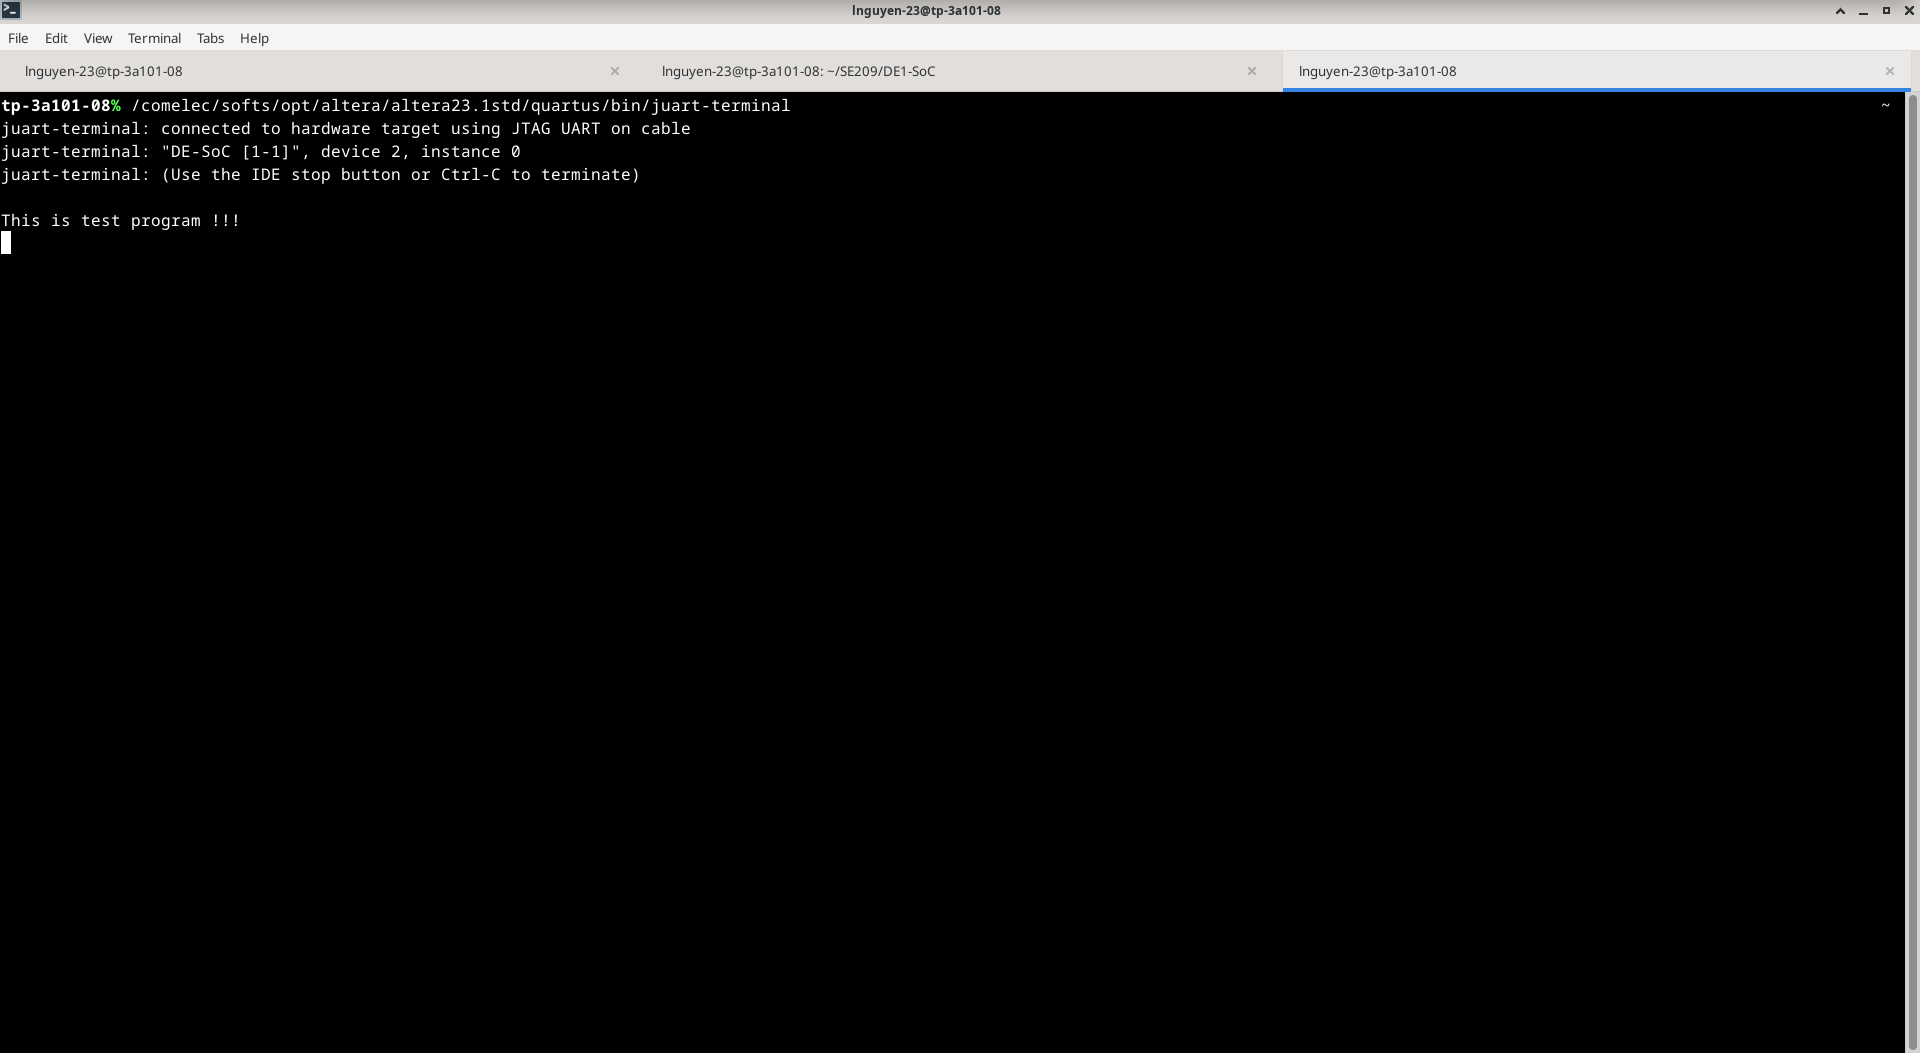 lnguyen-23@tp-3a101-08
File Edit View Terminal Tabs Help
lnguyen-23@tp-3a101-08 lnguyen-23@tp-3a101-08: ~/SE209/DE1-SoC lnguyen-23@tp-3a101-08
tp-3a101-08% /comelec/softs/opt/altera/altera23.1std/quartus/bin/juart-terminal ~
juart-terminal: connected to hardware target using JTAG UART on cable
juart-terminal: "DE-SoC [1-1]", device 2, instance 0
juart-terminal: (Use the IDE stop button or Ctrl-C to terminate)
This is test program !!!